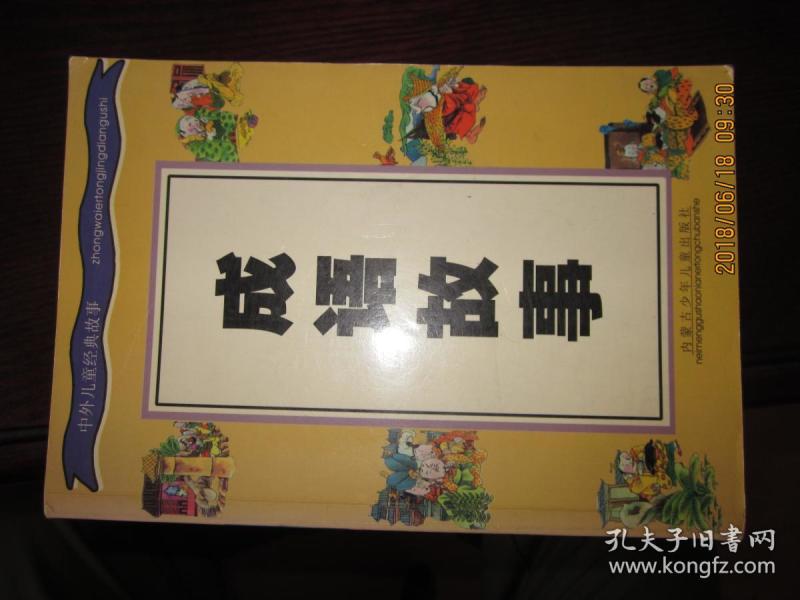 中外儿童经典故事
zhongwaiertongjingdiangushi
成语故事
内蒙古少年儿童出版社
neimenggushaonianertongchubanshe
2018/06/18 09:30
孔夫子旧书网
www.kongfz.com